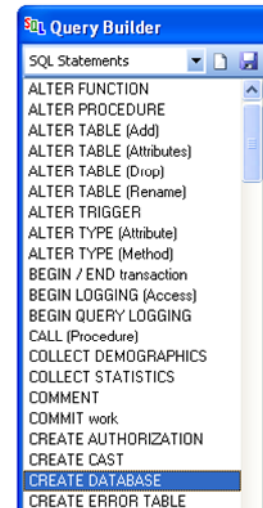 SQL Query Builder
SQL Statements
ALTER FUNCTION
ALTER PROCEDURE
ALTER TABLE (Add)
ALTER TABLE (Attributes)
ALTER TABLE (Drop)
ALTER TABLE (Rename)
ALTER TRIGGER
ALTER TYPE (Attribute)
ALTER TYPE (Method)
BEGIN / END transaction
BEGIN LOGGING (Access)
BEGIN QUERY LOGGING
CALL (Procedure)
COLLECT DEMOGRAPHICS
COLLECT STATISTICS
COMMENT
COMMIT work
CREATE AUTHORIZATION
CREATE CAST
CREATE DATABASE
CREATE ERROR TABLE